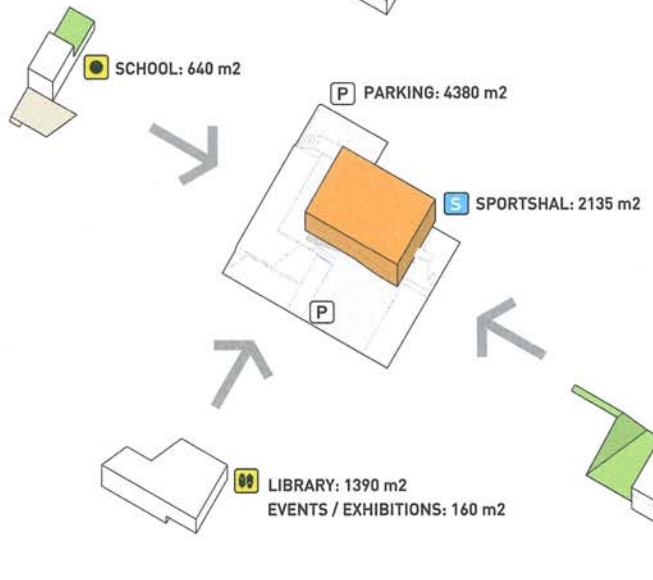 SCHOOL: 640 m2
P PARKING: 4380 m2
S SPORTSHAL: 2135 m2
P
LIBRARY: 1390 m2
EVENTS / EXHIBITIONS: 160 m2